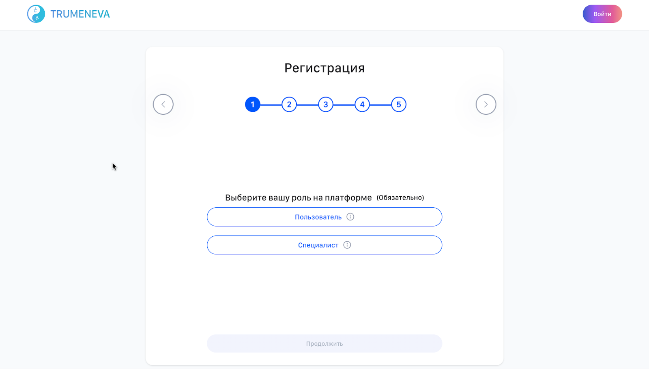 TRUMENEVA
Войти
Регистрация
1 2 3 4 5
Выберите вашу роль на платформе (Обязательно)
Пользователь
Специалист
Продолжить